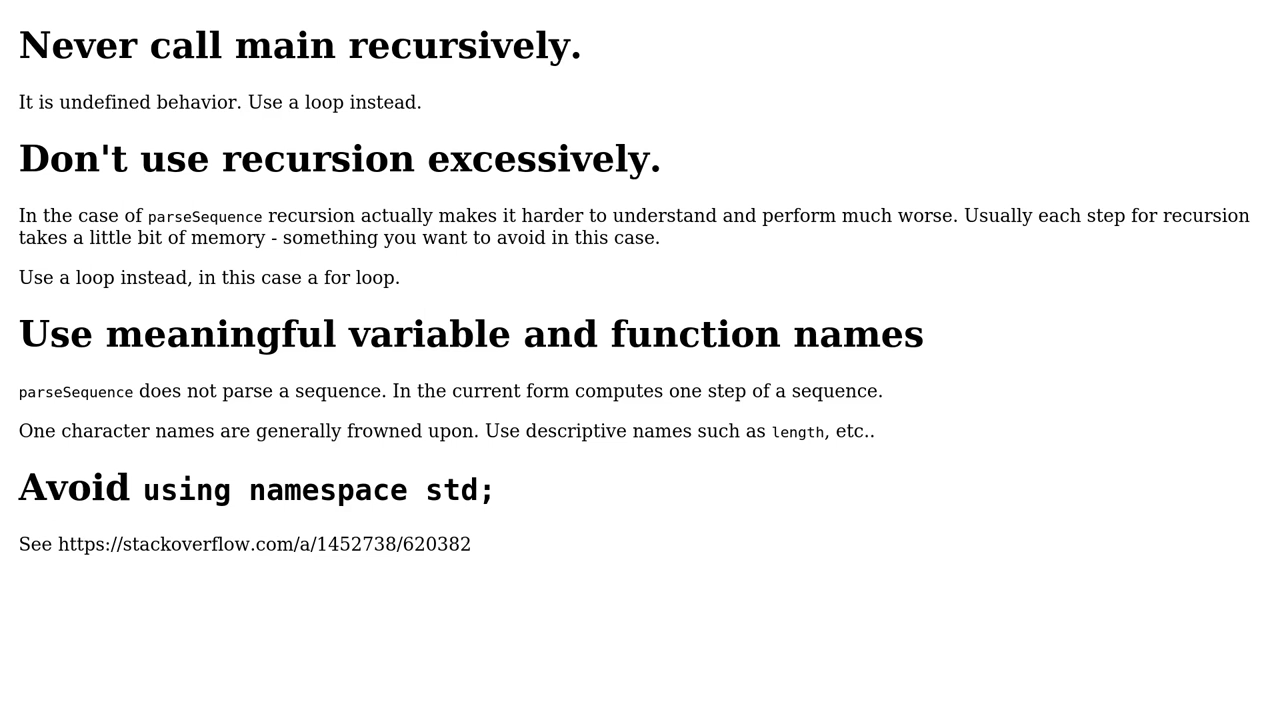 Never call main recursively.
It is undefined behavior. Use a loop instead.
Don't use recursion excessively.
In the case of parseSequence recursion actually makes it harder to understand and perform much worse. Usually each step for recursion
takes a little bit of memory - something you want to avoid in this case.
Use a loop instead, in this case a for loop.
Use meaningful variable and function names
parseSequence does not parse a sequence. In the current form computes one step of a sequence.
One character names are generally frowned upon. Use descriptive names such as length, etc..
Avoid using namespace std;
See https://stackoverflow.com/a/1452738/620382